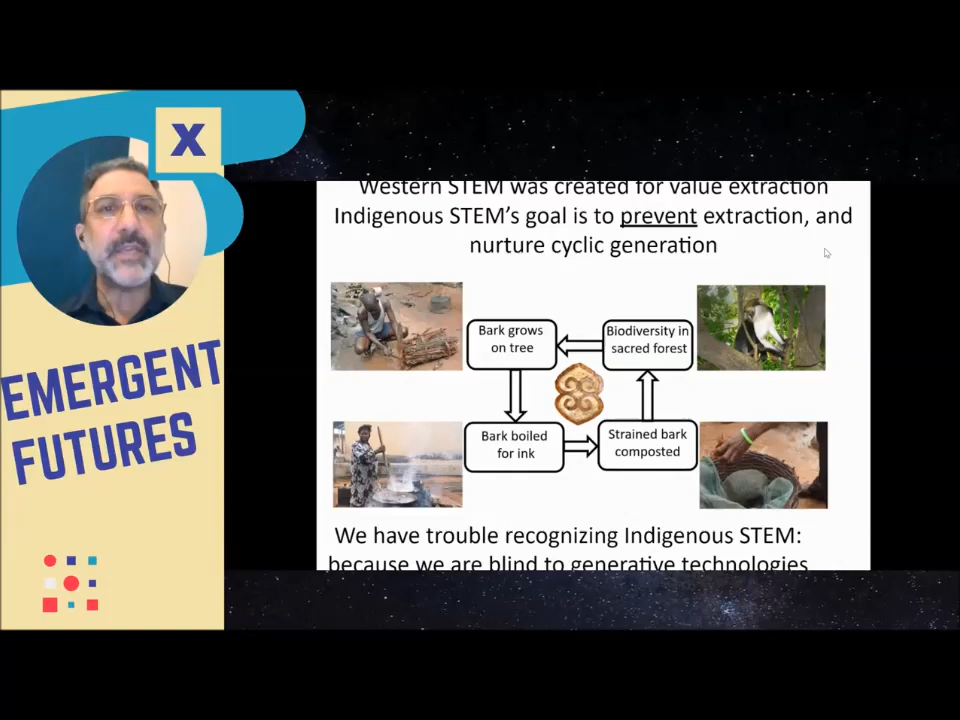 X
EMERGENT
FUTURES
Western STEM was created for value extraction
Indigenous STEM's goal is to prevent extraction, and
nurture cyclic generation
Bark grows
on tree
Biodiversity in
sacred forest
Bark boiled
for ink
Strained bark
composted
We have trouble recognizing Indigenous STEM:
because we are blind to generative technologies